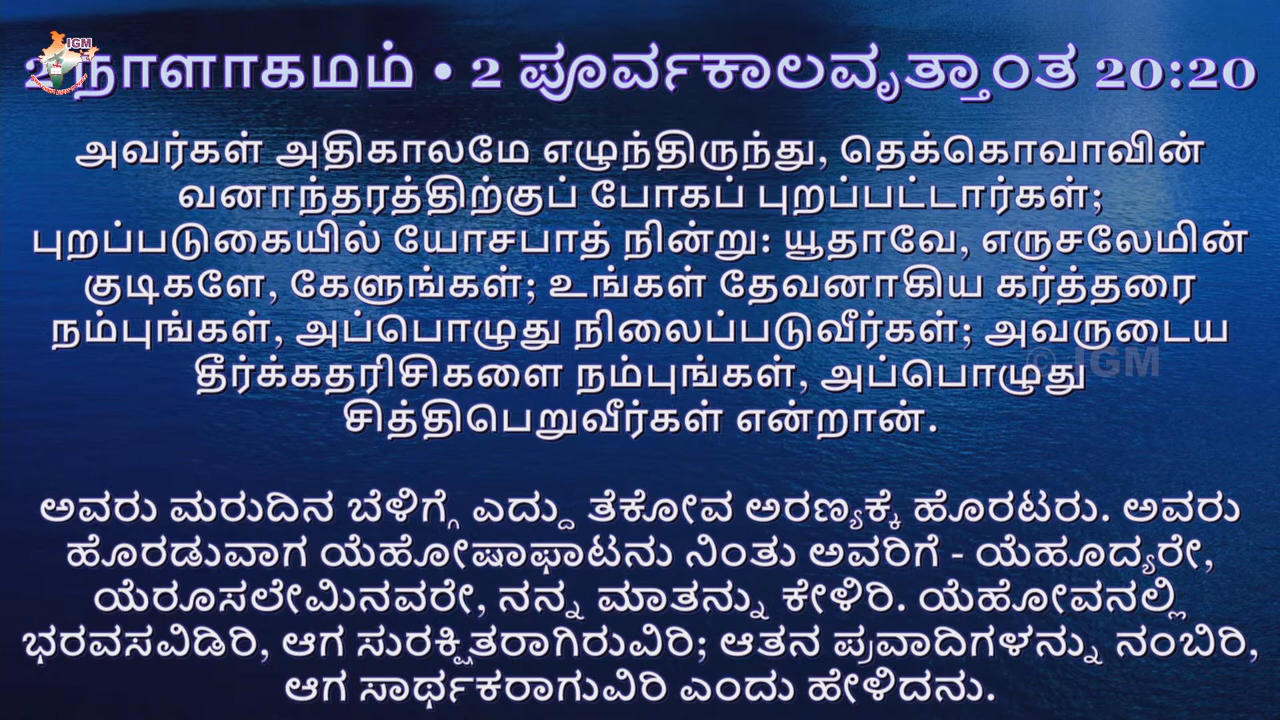 IGM
2 நாளாகமம் • 2 ಪೂರ್ವಕಾಲವೃತ್ತಾಂತ 20:20
அவர்கள் அதிகாலமே எழுந்திருந்து, தெக்கொவாவின்
வனாந்தரத்திற்குப் போகப் புறப்பட்டார்கள்;
புறப்படுகையில் யோசபாத் நின்று: யூதாவே, எருசலேமின்
குடிகளே, கேளுங்கள்; உங்கள் தேவனாகிய கர்த்தரை
நம்புங்கள், அப்பொழுது நிலைப்படுவீர்கள்; அவருடைய
தீர்க்கதரிசிகளை நம்புங்கள், அப்பொழுது
சித்திபெறுவீர்கள் என்றான்.
© IGM
ಅವರು ಮರುದಿನ ಬೆಳಿಗ್ಗೆ ಎದ್ದು ತೆಕೋವ ಅರಣ್ಯಕ್ಕೆ ಹೊರಟರು. ಅವರು
ಹೊರಡುವಾಗ ಯೆಹೋಷಾಫಾಟನು ನಿಂತು ಅವರಿಗೆ - ಯೆಹೂದ್ಯರೇ,
ಯೆರೂಸಲೇಮಿನವರೇ, ನನ್ನ ಮಾತನ್ನು ಕೇಳಿರಿ. ಯೆಹೋವನಲ್ಲಿ
ಭರವಸವಿಡಿರಿ, ಆಗ ಸುರಕ್ಷಿತರಾಗಿರುವಿರಿ; ಆತನ ಪ್ರವಾದಿಗಳನ್ನು ನಂಬಿರಿ,
ಆಗ ಸಾರ್ಥಕರಾಗುವಿರಿ ಎಂದು ಹೇಳಿದನು.